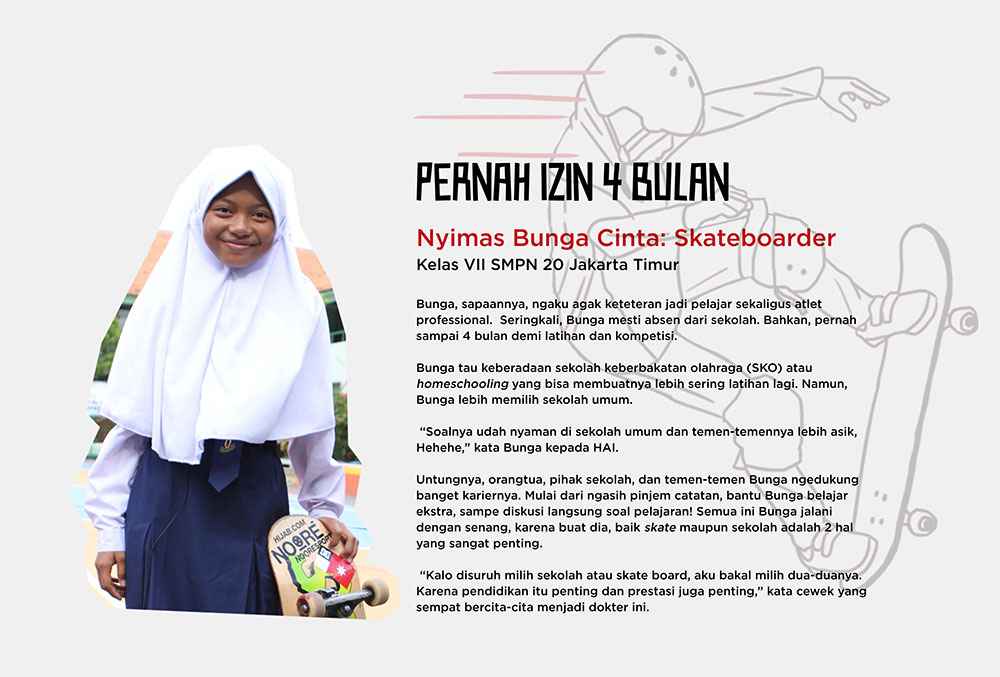 PERNAH IZIN 4 BULAN
Nyimas Bunga Cinta: Skateboarder
Kelas VII SMPN 20 Jakarta Timur
Bunga, sapaannya, ngaku agak keteteran jadi pelajar sekaligus atlet
professional.  Seringkali, Bunga mesti absen dari sekolah. Bahkan, pernah
sampai 4 bulan demi latihan dan kompetisi.
Bunga tau keberadaan sekolah keberbakatan olahraga (SKO) atau
homeschooling yang bisa membuatnya lebih sering latihan lagi. Namun,
Bunga lebih memilih sekolah umum.
“Soalnya udah nyaman di sekolah umum dan temen-temennya lebih asik,
Hehehe,” kata Bunga kepada HAI.
Untungnya, orangtua, pihak sekolah, dan temen-temen Bunga ngedukung
banget kariernya. Mulai dari ngasih pinjem catatan, bantu Bunga belajar
ekstra, sampe diskusi langsung soal pelajaran! Semua ini Bunga jalani
dengan senang, karena buat dia, baik skate maupun sekolah adalah 2 hal
yang sangat penting.
“Kalo disuruh milih sekolah atau skate board, aku bakal milih dua-duanya.
Karena pendidikan itu penting dan prestasi juga penting,” kata cewek yang
sempat bercita-cita menjadi dokter ini.
HIJAB.COM
NOORE
NOORESPORT